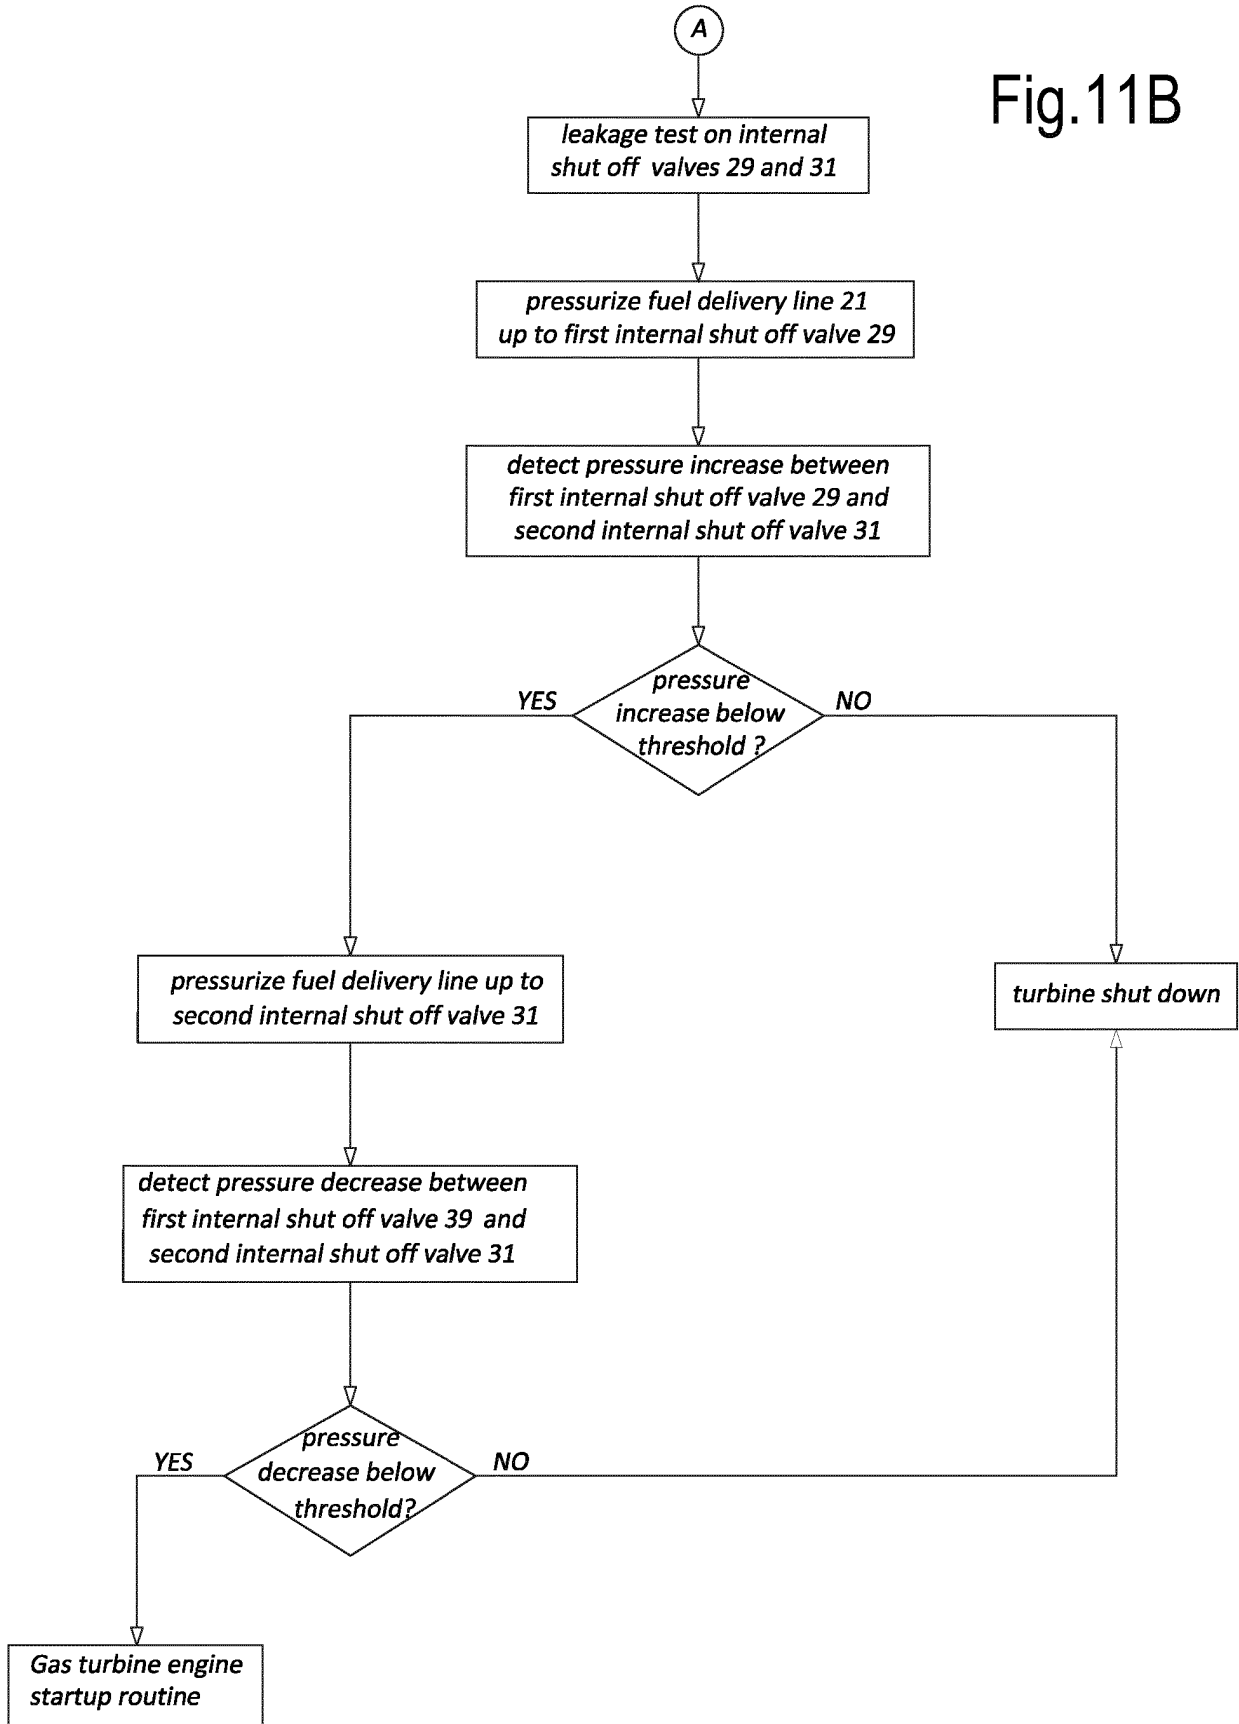 A
Fig.11B
leakage test on internal
shut off valves 29 and 31
pressurize fuel delivery line 21
up to first internal shut off valve 29
detect pressure increase between
first internal shut off valve 29 and
second internal shut off valve 31
pressure
increase below
threshold ?
YES
NO
pressurize fuel delivery line up to
second internal shut off valve 31
turbine shut down
detect pressure decrease between
first internal shut off valve 39 and
second internal shut off valve 31
pressure
decrease below
threshold?
YES
NO
Gas turbine engine
startup routine